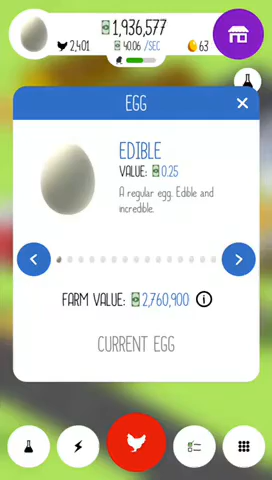 1,936,577
2,401
40.06 /SEC
63
EGG
EDIBLE
VALUE: 0.25
A regular egg. Edible and
incredible.
FARM VALUE: 2,760,900
CURRENT EGG